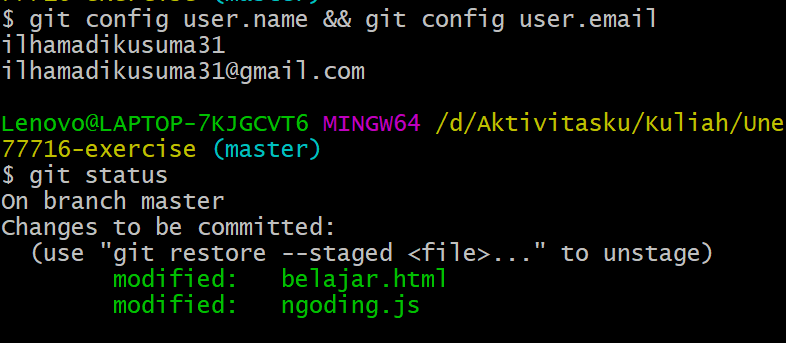 $ git config user.name && git config user.email
ilhamadikusuma31
ilhamadikusuma31@gmail.com
Lenovo@LAPTOP-7KJGCVT6 MINGW64 /d/Aktivitasku/Kuliah/Une
77716-exercise (master)
$ git status
On branch master
Changes to be committed:
(use "git restore --staged <file>..." to unstage)
modified: belajar.html
modified: ngoding.js